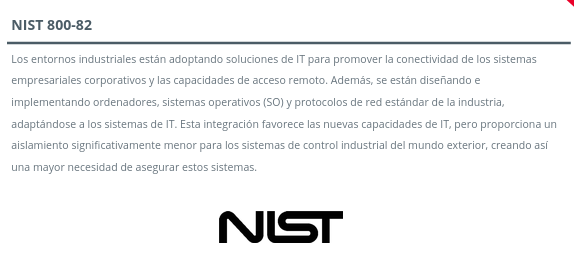 NIST 800-82
Los entornos industriales están adoptando soluciones de IT para promover la conectividad de los sistemas
empresariales corporativos y las capacidades de acceso remoto. Además, se están diseñando e
implementando ordenadores, sistemas operativos (SO) y protocolos de red estándar de la industria,
adaptándose a los sistemas de IT. Esta integración favorece las nuevas capacidades de IT, pero proporciona un
aislamiento significativamente menor para los sistemas de control industrial del mundo exterior, creando así
una mayor necesidad de asegurar estos sistemas.
NIST